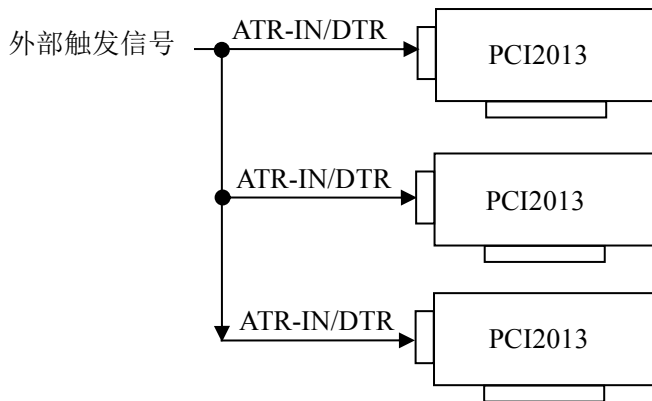 外部触发信号
ATR-IN/DTR
PCI2013
ATR-IN/DTR
PCI2013
ATR-IN/DTR
PCI2013